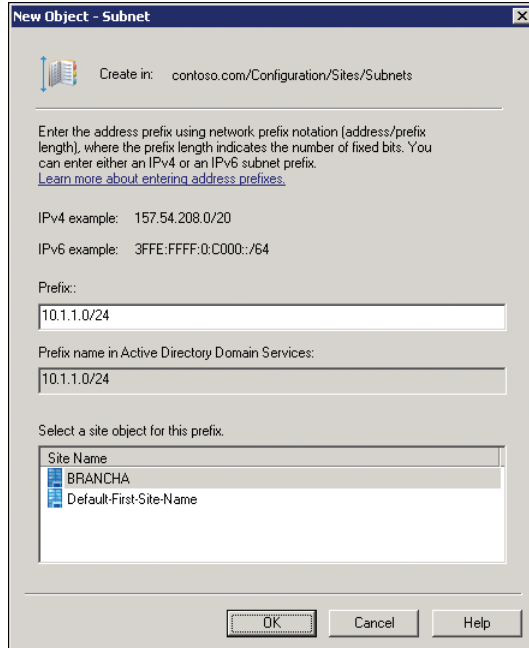 New Object - Subnet
Create in: contoso.com/Configuration/Sites/Subnets
Enter the address prefix using network prefix notation (address/prefix
length), where the prefix length indicates the number of fixed bits. You
can enter either an IPv4 or an IPv6 subnet prefix.
Learn more about entering address prefixes.
IPv4 example: 157.54.208.0/20
IPv6 example: 3FFE:FFFF:0:C000::/64
Prefix::
10.1.1.0/24
Prefix name in Active Directory Domain Services:
10.1.1.0/24
Select a site object for this prefix.
Site Name
BRANCHA
Default-First-Site-Name
OK Cancel Help